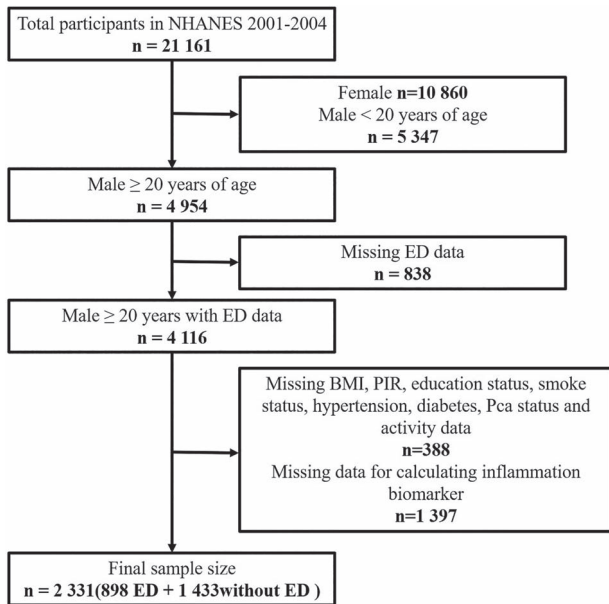 Total participants in NHANES 2001-2004
n = 21 161
Female n=10 860
Male < 20 years of age
n = 5 347
Male ≥ 20 years of age
n = 4 954
Missing ED data
n = 838
Male ≥ 20 years with ED data
n = 4 116
Missing BMI, PIR, education status, smoke
status, hypertension, diabetes, Pca status and
activity data
n=388
Missing data for calculating inflammation
biomarker
n=1 397
Final sample size
n = 2 331(898 ED + 1 433without ED )